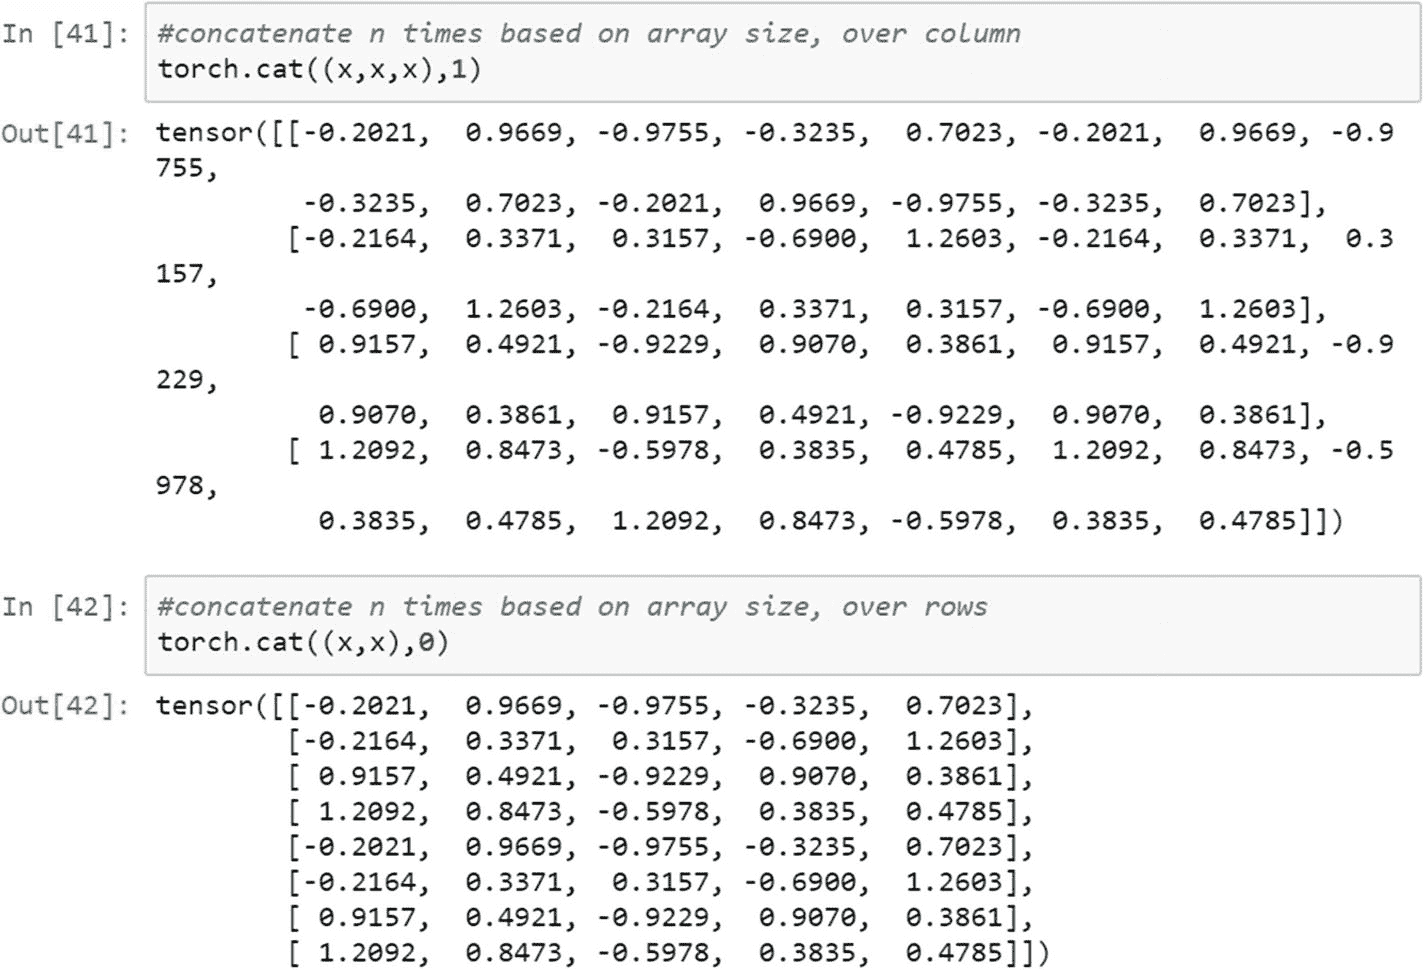 In [41]: #concatenate n times based on array size, over column
torch.cat((x,x,x),1)
Out[41]: tensor([[-0.2021, 0.9669, -0.9755, -0.3235, 0.7023, -0.2021, 0.9669, -0.9
755,
-0.3235, 0.7023, -0.2021, 0.9669, -0.9755, -0.3235, 0.7023],
[-0.2164, 0.3371, 0.3157, -0.6900, 1.2603, -0.2164, 0.3371, 0.3
157,
-0.6900, 1.2603, -0.2164, 0.3371, 0.3157, -0.6900, 1.2603],
[ 0.9157, 0.4921, -0.9229, 0.9070, 0.3861, 0.9157, 0.4921, -0.9
229,
0.9070, 0.3861, 0.9157, 0.4921, -0.9229, 0.9070, 0.3861],
[ 1.2092, 0.8473, -0.5978, 0.3835, 0.4785, 1.2092, 0.8473, -0.5
978,
0.3835, 0.4785, 1.2092, 0.8473, -0.5978, 0.3835, 0.4785]])
In [42]: #concatenate n times based on array size, over rows
torch.cat((x,x),0)
Out[42]: tensor([[-0.2021, 0.9669, -0.9755, -0.3235, 0.7023],
[-0.2164, 0.3371, 0.3157, -0.6900, 1.2603],
[ 0.9157, 0.4921, -0.9229, 0.9070, 0.3861],
[ 1.2092, 0.8473, -0.5978, 0.3835, 0.4785],
[-0.2021, 0.9669, -0.9755, -0.3235, 0.7023],
[-0.2164, 0.3371, 0.3157, -0.6900, 1.2603],
[ 0.9157, 0.4921, -0.9229, 0.9070, 0.3861],
[ 1.2092, 0.8473, -0.5978, 0.3835, 0.4785]])